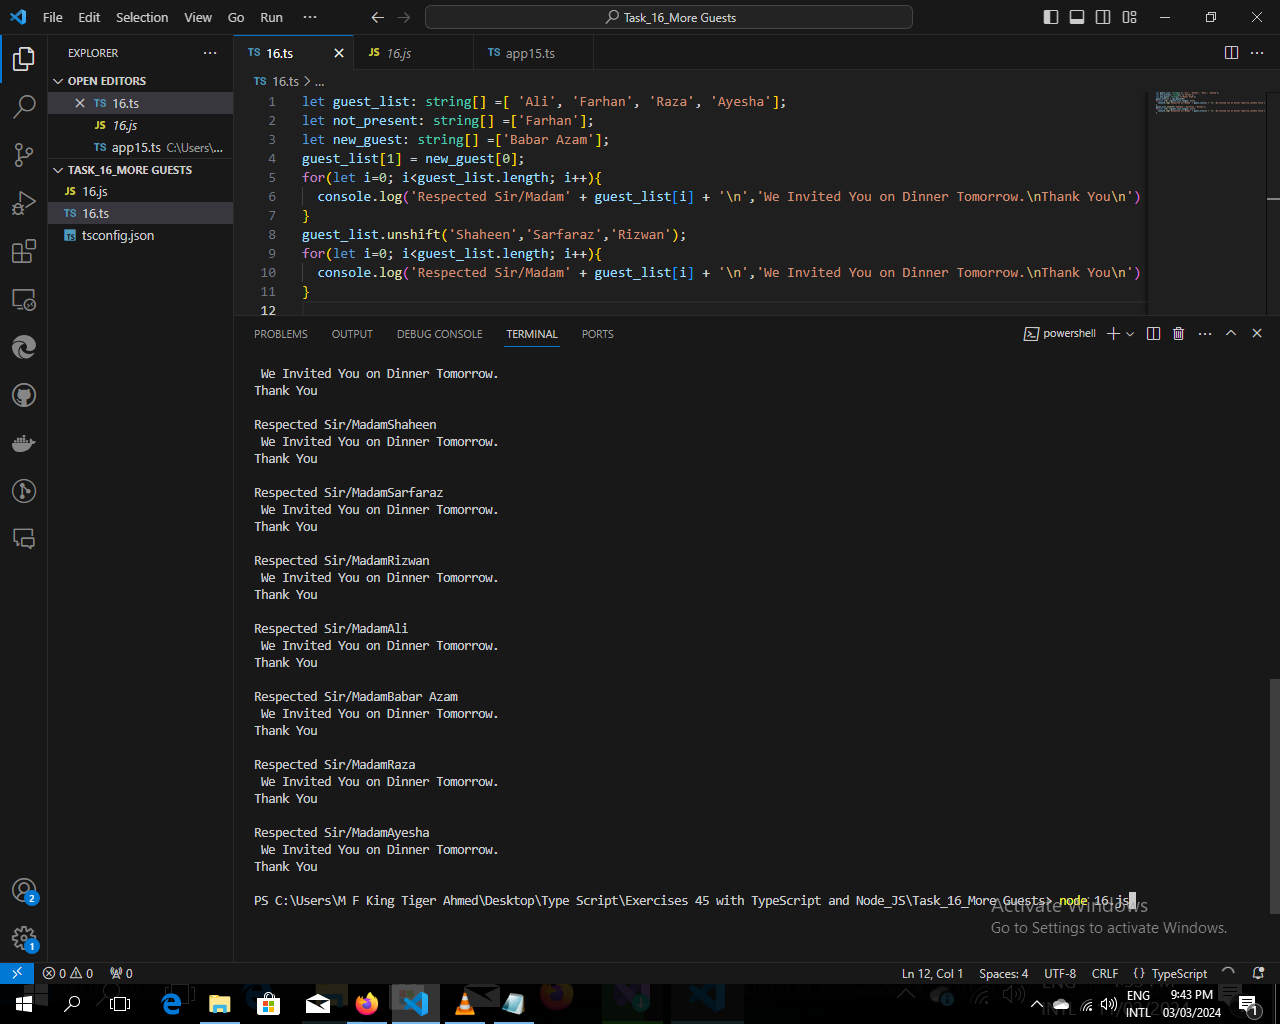 File Edit Selection View Go Run ··· Task_16_More Guests
EXPLORER ···
OPEN EDITORS
TS 16.ts
JS 16.js
TS app15.ts C:\Users\...
TASK_16_MORE GUESTS
JS 16.js
TS 16.ts
tsconfig.json
TS 16.ts JS 16.js TS app15.ts
TS 16.ts > ...
1 let guest_list: string[] =[ 'Ali', 'Farhan', 'Raza', 'Ayesha'];
2 let not_present: string[] =['Farhan'];
3 let new_guest: string[] =['Babar Azam'];
4 guest_list[1] = new_guest[0];
5 for(let i=0; i<guest_list.length; i++){
6 console.log('Respected Sir/Madam' + guest_list[i] + '\n','We Invited You on Dinner Tomorrow.\nThank You\n')
7 }
8 guest_list.unshift('Shaheen','Sarfaraz','Rizwan');
9 for(let i=0; i<guest_list.length; i++){
10 console.log('Respected Sir/Madam' + guest_list[i] + '\n','We Invited You on Dinner Tomorrow.\nThank You\n')
11 }
12
PROBLEMS OUTPUT DEBUG CONSOLE TERMINAL PORTS powershell
We Invited You on Dinner Tomorrow.
Thank You
Respected Sir/MadamShaheen
We Invited You on Dinner Tomorrow.
Thank You
Respected Sir/MadamSarfaraz
We Invited You on Dinner Tomorrow.
Thank You
Respected Sir/MadamRizwan
We Invited You on Dinner Tomorrow.
Thank You
Respected Sir/MadamAli
We Invited You on Dinner Tomorrow.
Thank You
Respected Sir/MadamBabar Azam
We Invited You on Dinner Tomorrow.
Thank You
Respected Sir/MadamRaza
We Invited You on Dinner Tomorrow.
Thank You
Respected Sir/MadamAyesha
We Invited You on Dinner Tomorrow.
Thank You
PS C:\Users\M F King Tiger Ahmed\Desktop\Type Script\Exercises 45 with TypeScript and Node_JS\Task_16_More Guests> node 16.js
Activate Windows
Go to Settings to activate Windows.
2
1
0 0 0 Ln 12, Col 1 Spaces: 4 UTF-8 CRLF {} TypeScript
ENG 9:43 PM
INTL 03/03/2024
1